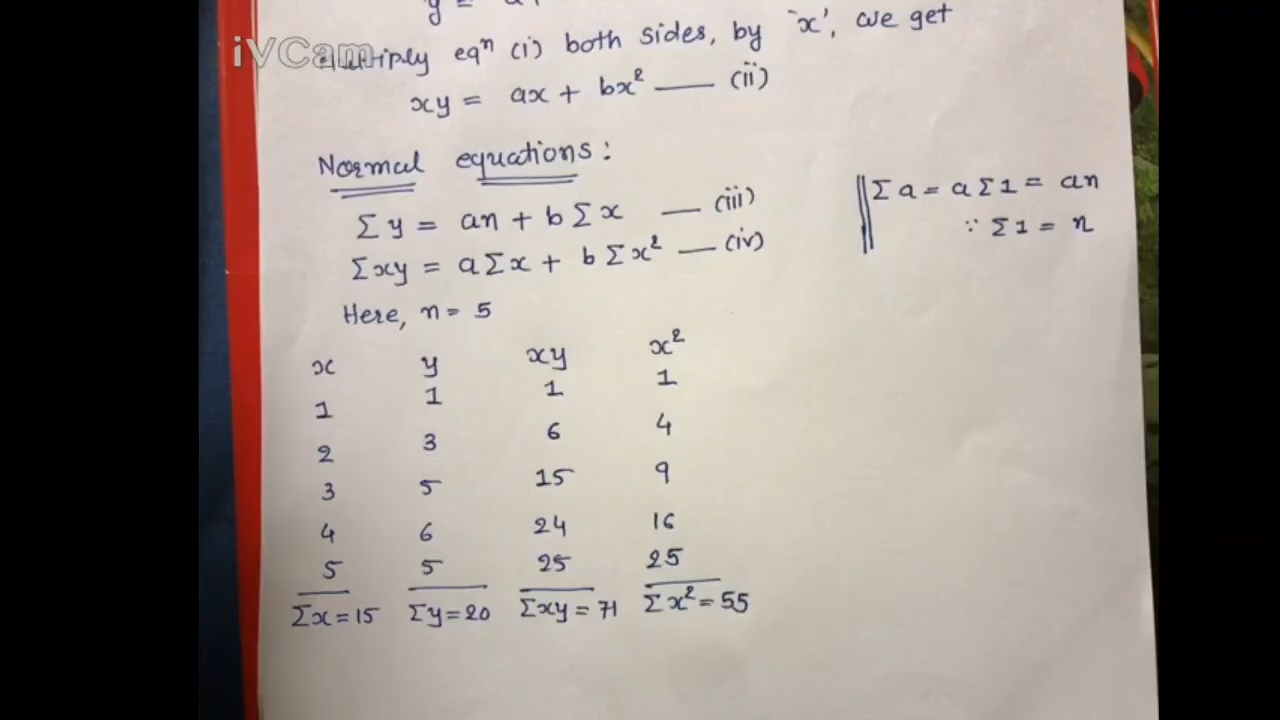 y =
iVCam
eqⁿ (i) both sides, by 'x', we get
xy = ax + bx² —— (ii)
Normal equations:
Σy = an + bΣx —— (iii)
Σxy = aΣx + bΣx² —— (iv)
Σa = aΣ1 = an
∵ Σ1 = n
Here, n = 5
x y xy x²
1 1 1 1
2 3 6 4
3 5 15 9
4 6 24 16
5 5 25 25
Σx = 15 Σy = 20 Σxy = 71 Σx² = 55